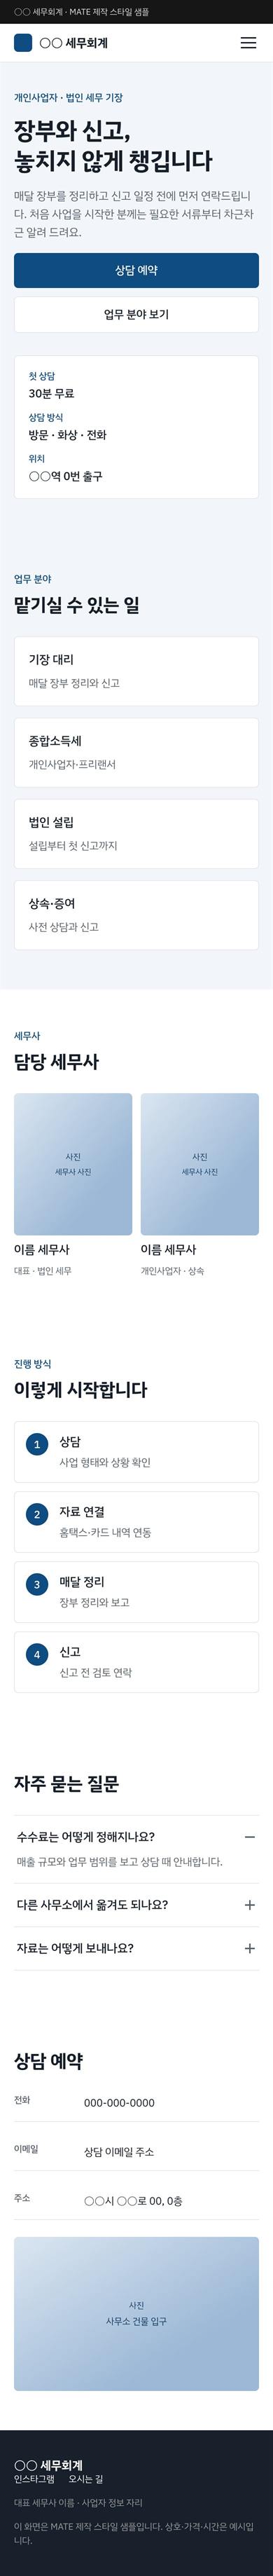 ○○ 세무회계 · MATE 제작 스타일 샘플
○○ 세무회계
개인사업자 · 법인 세무 기장
장부와 신고,
놓치지 않게 챙깁니다
매달 장부를 정리하고 신고 일정 전에 먼저 연락드립니
다. 처음 사업을 시작한 분께는 필요한 서류부터 차근차
근 알려 드려요.
상담 예약
업무 분야 보기
첫 상담
30분 무료
상담 방식
방문 · 화상 · 전화
위치
○○역 0번 출구
업무 분야
맡기실 수 있는 일
기장 대리
매달 장부 정리와 신고
종합소득세
개인사업자·프리랜서
법인 설립
설립부터 첫 신고까지
상속·증여
사전 상담과 신고
세무사
담당 세무사
사진
세무사 사진
사진
세무사 사진
이름 세무사
대표 · 법인 세무
이름 세무사
개인사업자 · 상속
진행 방식
이렇게 시작합니다
1
상담
사업 형태와 상황 확인
2
자료 연결
홈택스·카드 내역 연동
3
매달 정리
장부 정리와 보고
4
신고
신고 전 검토 연락
자주 묻는 질문
수수료는 어떻게 정해지나요?
매출 규모와 업무 범위를 보고 상담 때 안내합니다.
다른 사무소에서 옮겨도 되나요?
자료는 어떻게 보내나요?
상담 예약
전화 000-000-0000
이메일 상담 이메일 주소
주소 ○○시 ○○로 00, 0층
사진
사무소 건물 입구
○○ 세무회계
인스타그램 오시는 길
대표 세무사 이름 · 사업자 정보 자리
이 화면은 MATE 제작 스타일 샘플입니다. 상호·가격·시간은 예시입
니다.